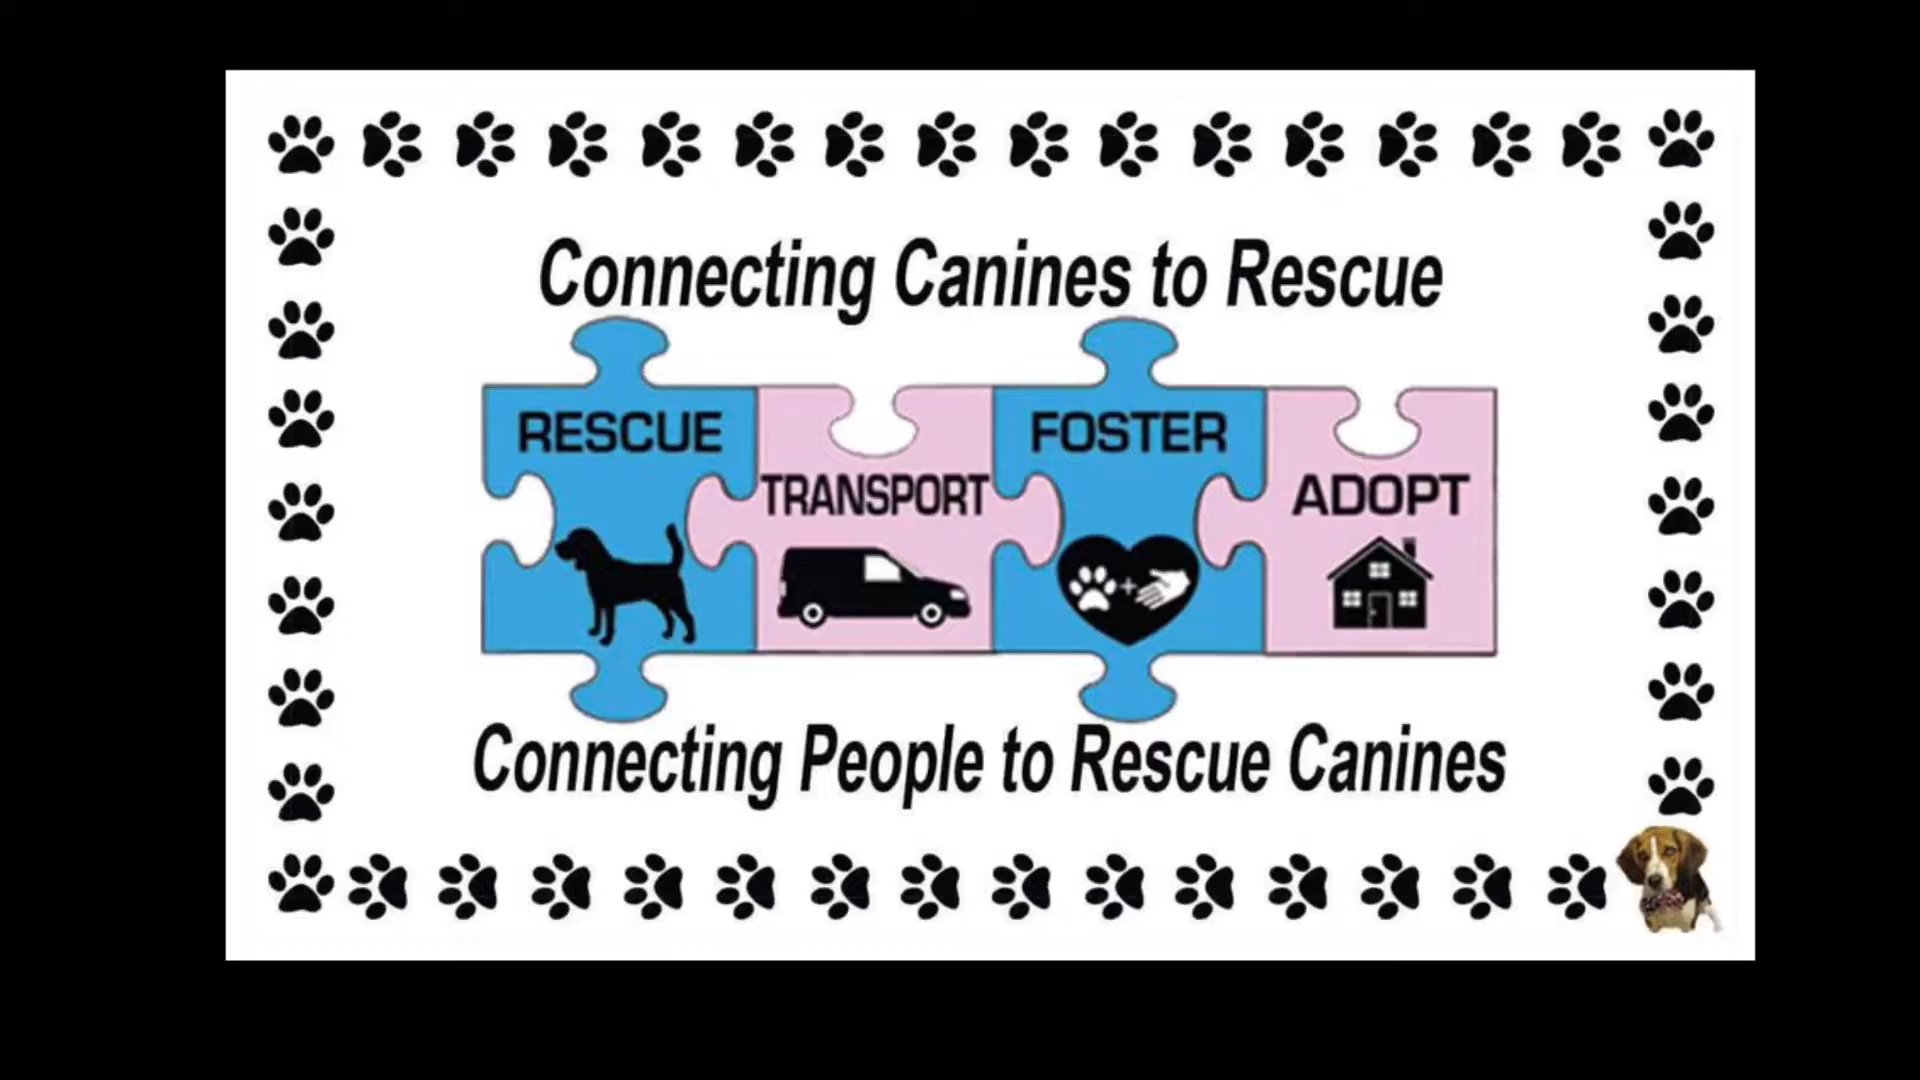 Connecting Canines to Rescue
RESCUE
TRANSPORT
FOSTER
ADOPT
Connecting People to Rescue Canines